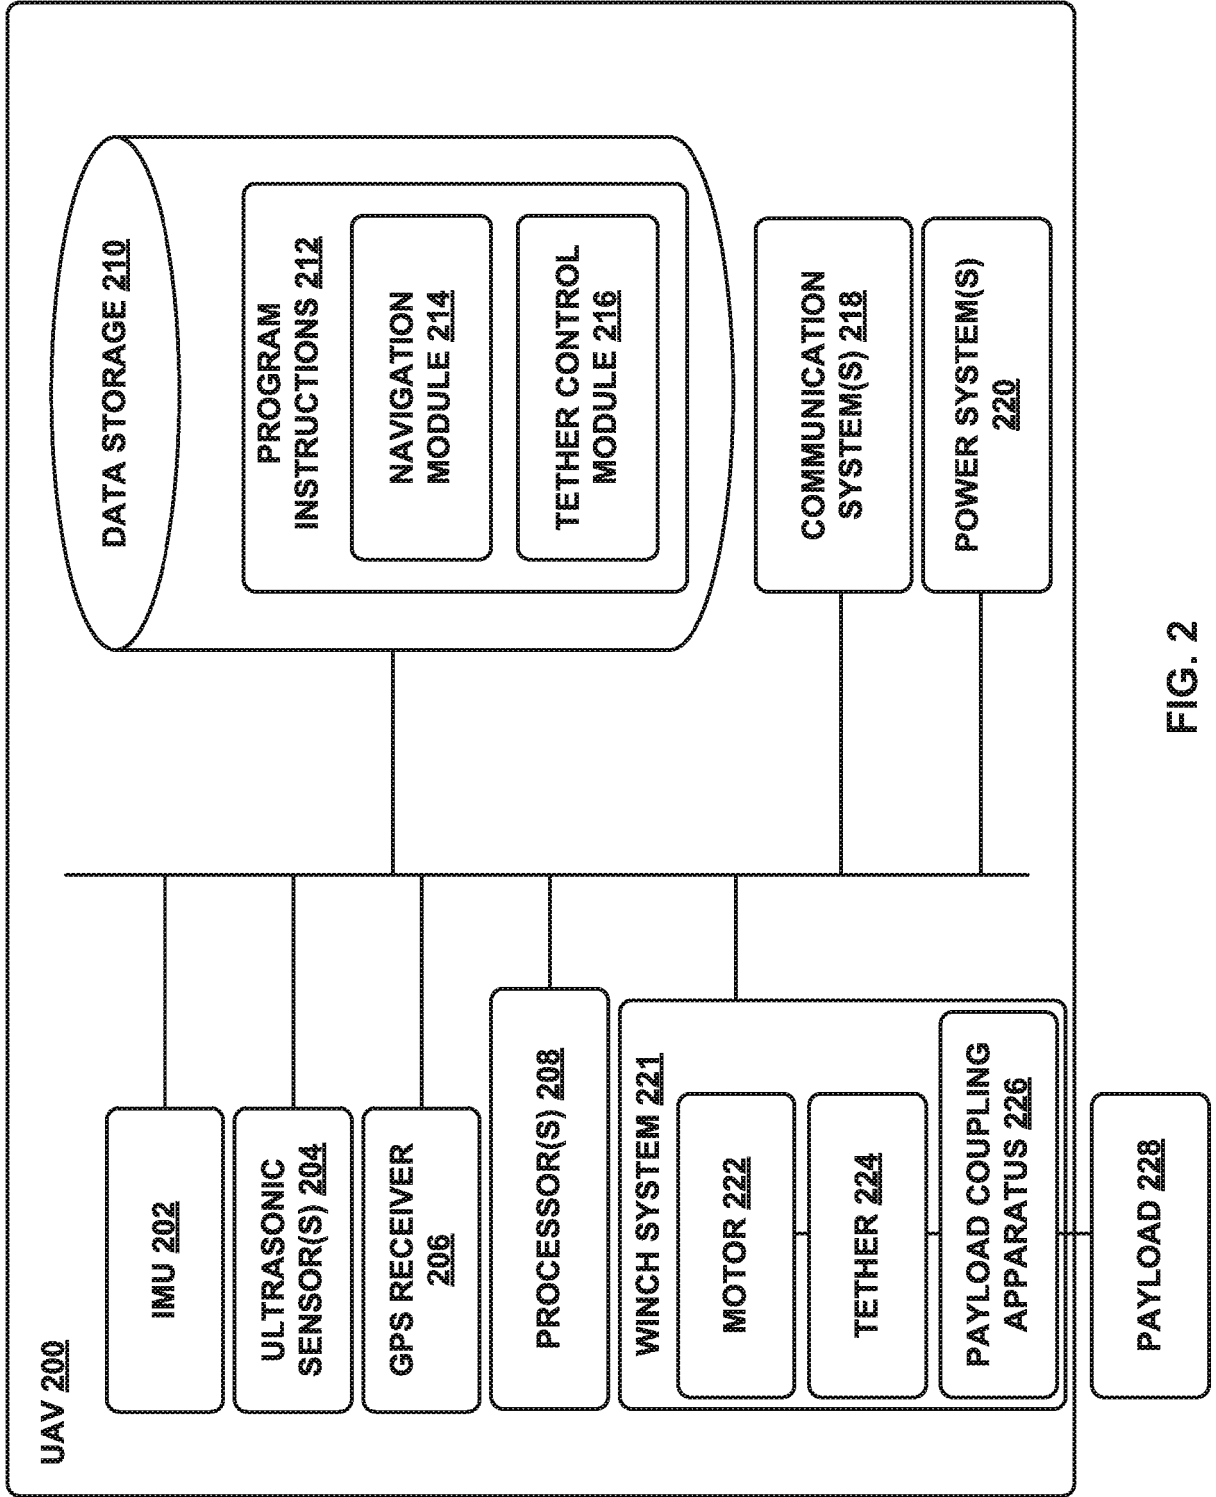 UAV 200
IMU 202
ULTRASONIC
SENSOR(S) 204
GPS RECEIVER
206
PROCESSOR(S) 208
WINCH SYSTEM 221
MOTOR 222
TETHER 224
PAYLOAD COUPLING
APPARATUS 226
PAYLOAD 228
DATA STORAGE 210
PROGRAM
INSTRUCTIONS 212
NAVIGATION
MODULE 214
TETHER CONTROL
MODULE 216
COMMUNICATION
SYSTEM(S) 218
POWER SYSTEM(S)
220
FIG. 2